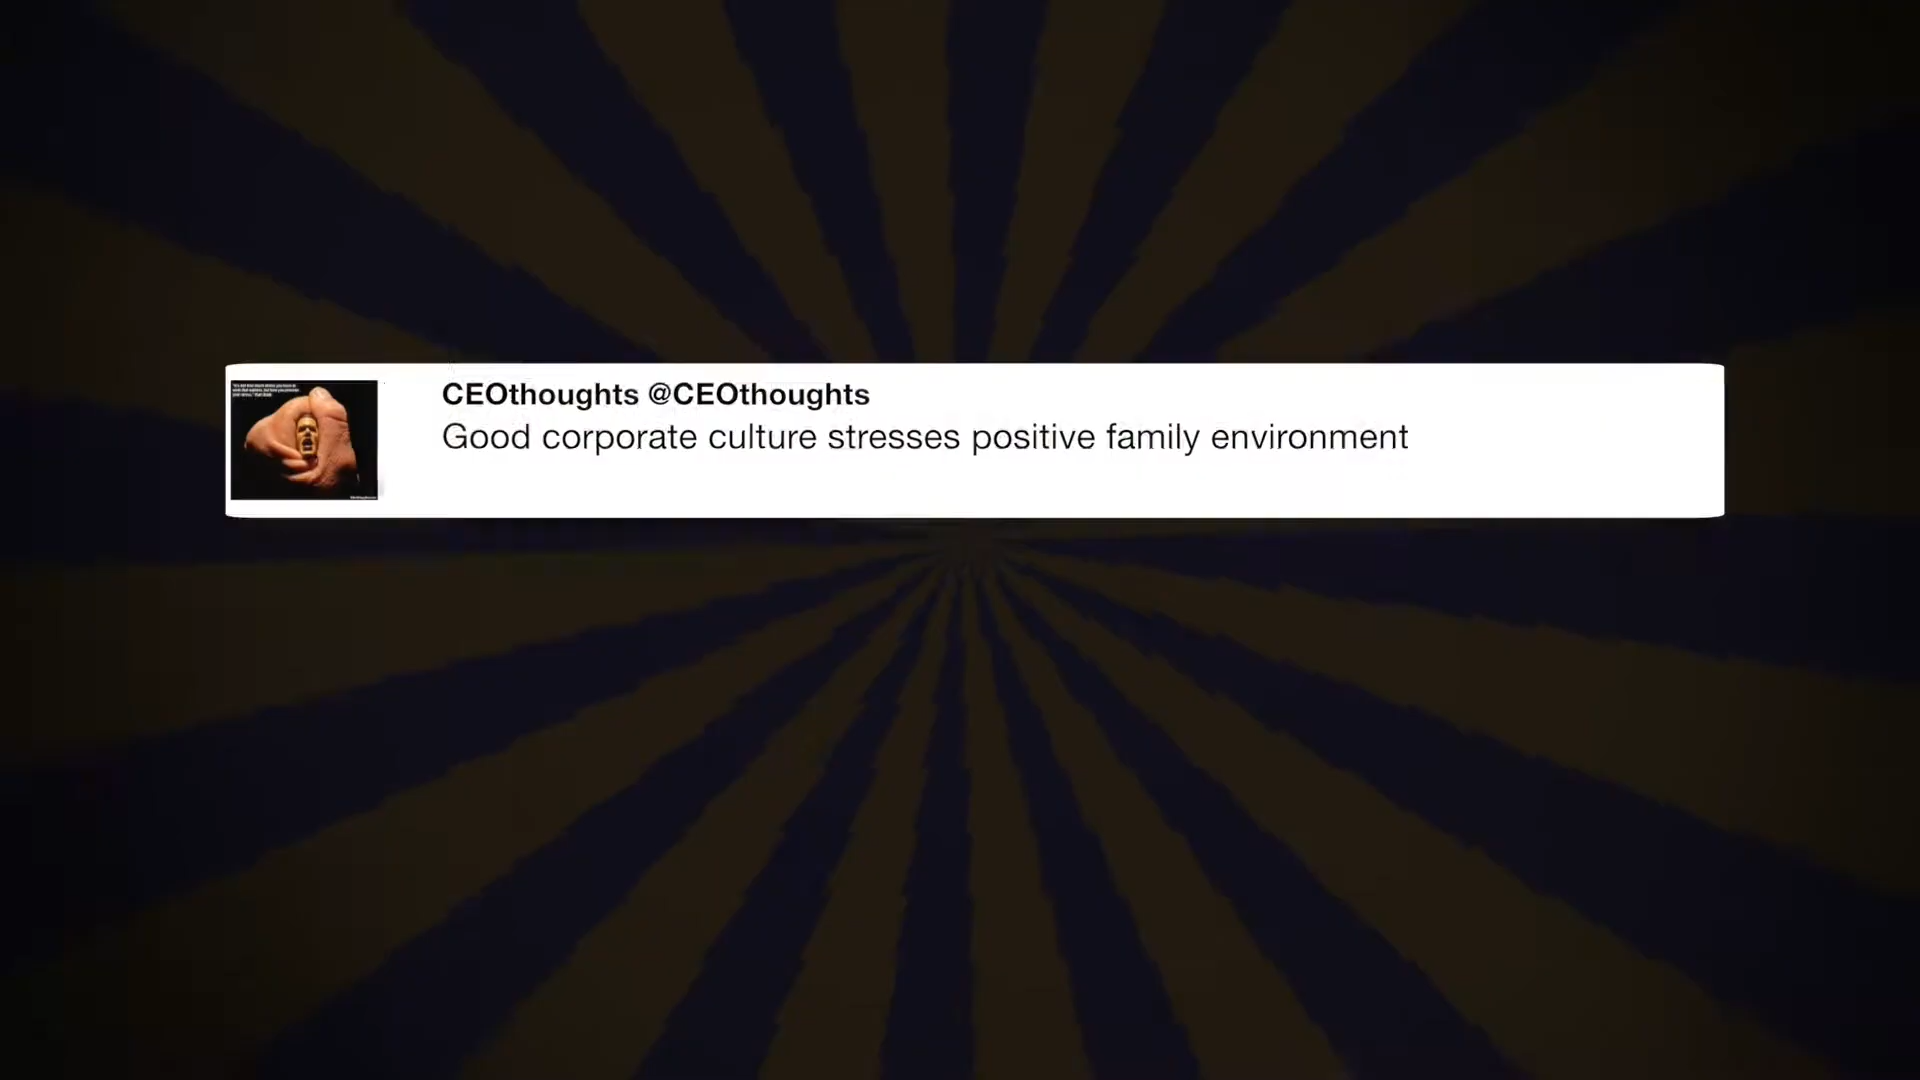 CEOthoughts @CEOthoughts
Good corporate culture stresses positive family environment